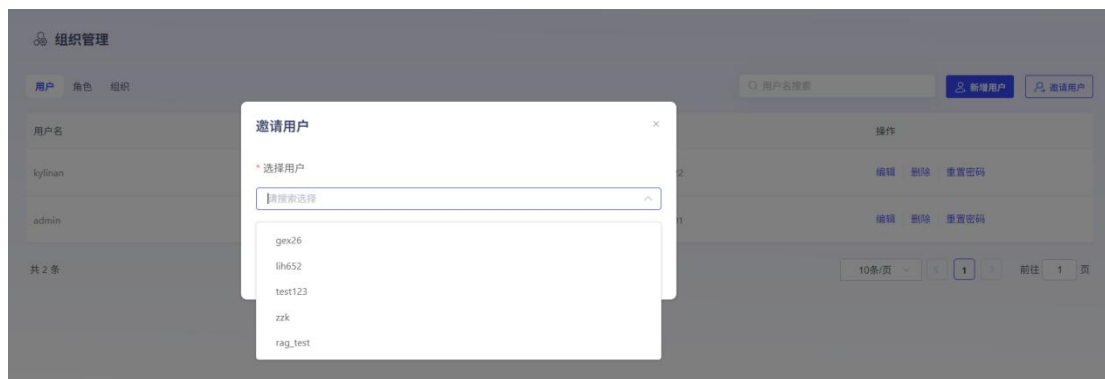 组织管理
用户 角色 组织
用户名搜索
新增用户
邀请用户
用户名
操作
kylinan
编辑 删除 重置密码
admin
编辑 删除 重置密码
共 2 条
10条/页
1
前往 1 页
邀请用户
* 选择用户
请搜索选择
gex26
lih652
test123
zzk
rag_test